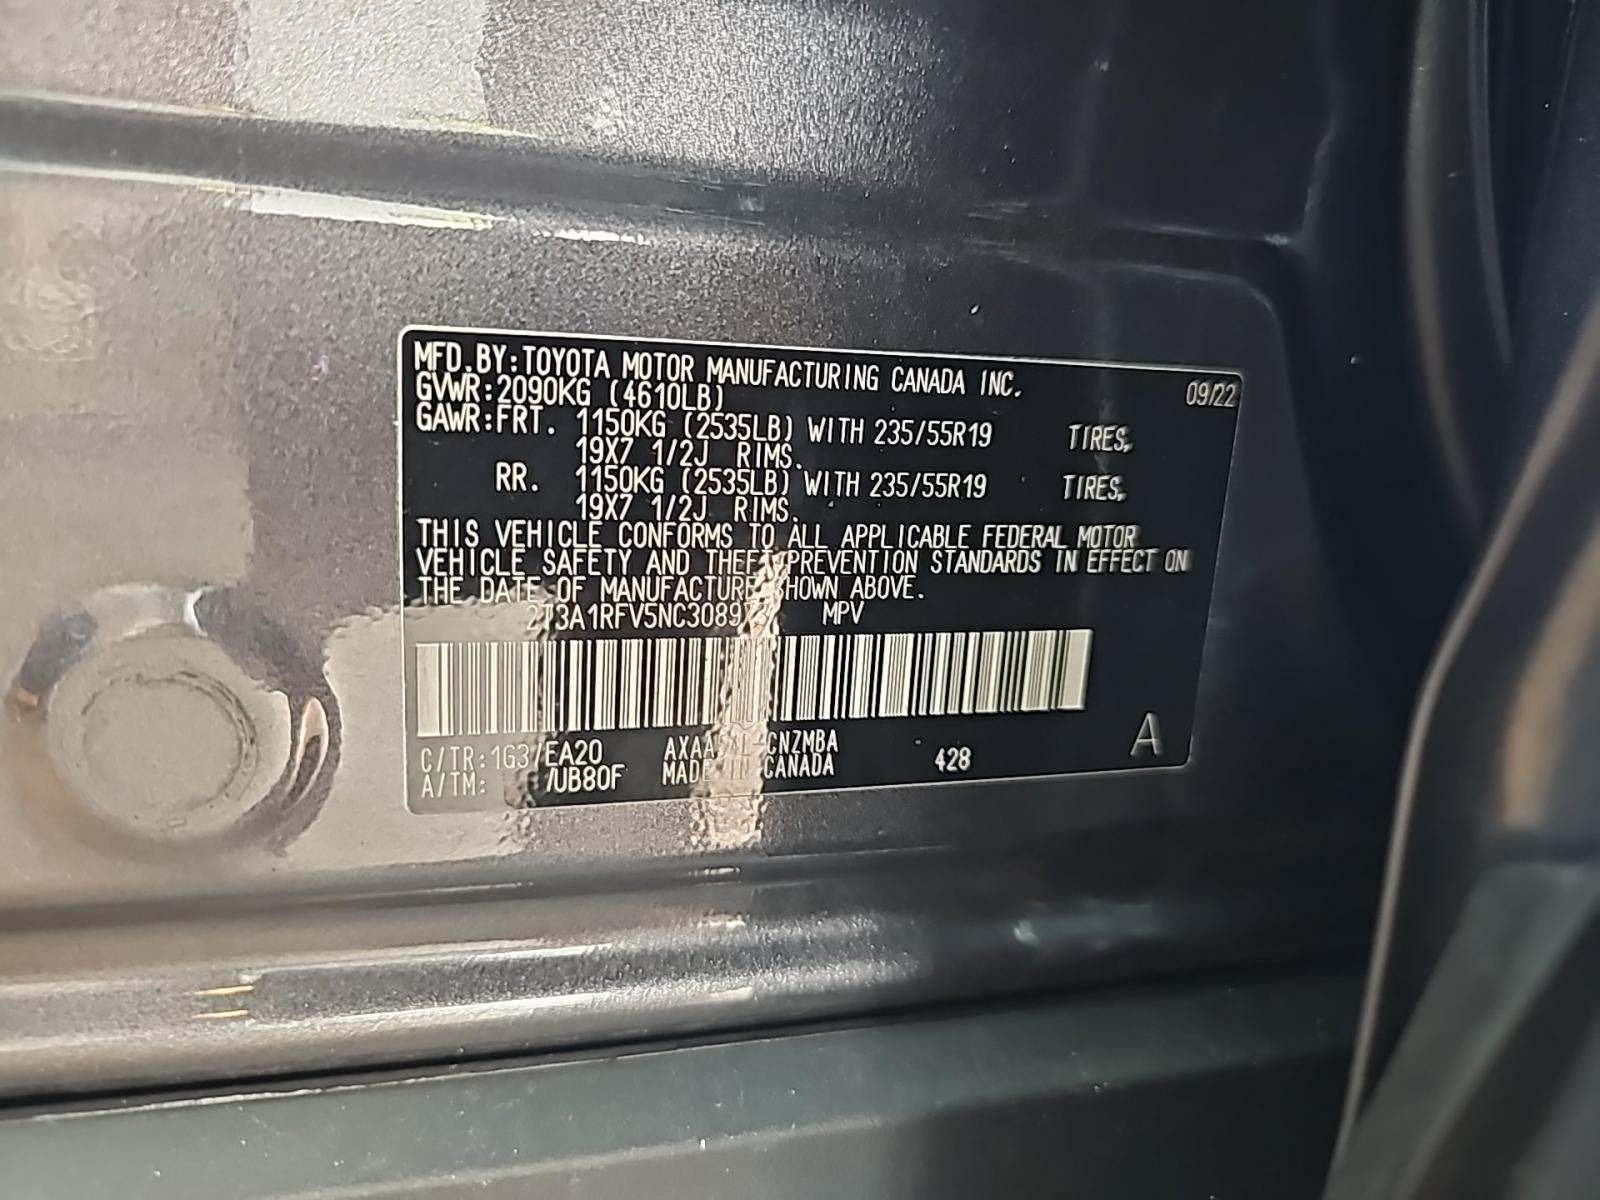 MFD.BY:TOYOTA MOTOR MANUFACTURING CANADA INC. 09/22
GVWR:2090KG (4610LB)
GAWR:FRT. 1150KG (2535LB) WITH 235/55R19 TIRES,
19X7 1/2J RIMS.
RR. 1150KG (2535LB) WITH 235/55R19 TIRES,
19X7 1/2J RIMS.
THIS VEHICLE CONFORMS TO ALL APPLICABLE FEDERAL MOTOR
VEHICLE SAFETY AND THEFT PREVENTION STANDARDS IN EFFECT ON
THE DATE OF MANUFACTURE SHOWN ABOVE.
MPV
C/TR:1G3/EA20 428 A
A/TM: /UB80F MADE IN CANADA